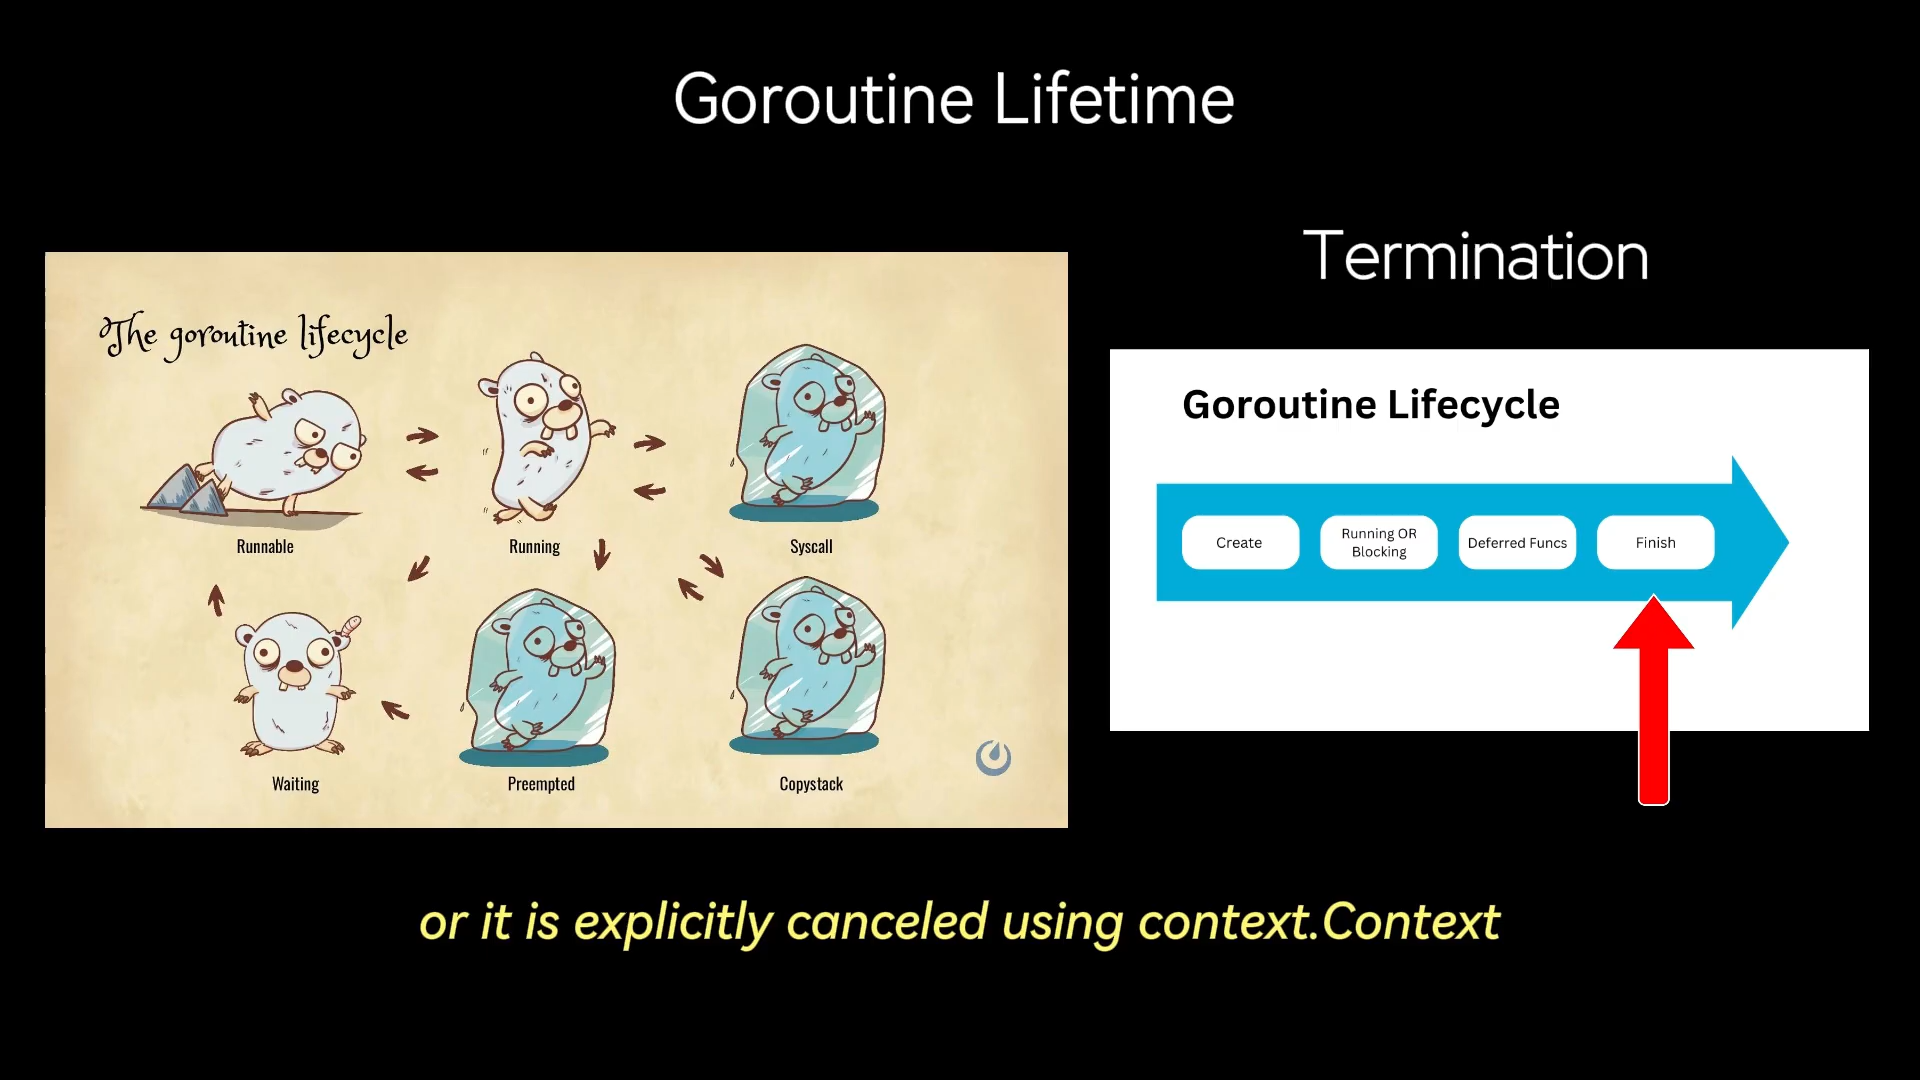 Goroutine Lifetime
The goroutine lifecycle
Runnable
Running
Syscall
Waiting
Preempted
Copystack
Termination
Goroutine Lifecycle
Create
Running OR
Blocking
Deferred Funcs
Finish
or it is explicitly canceled using context.Context